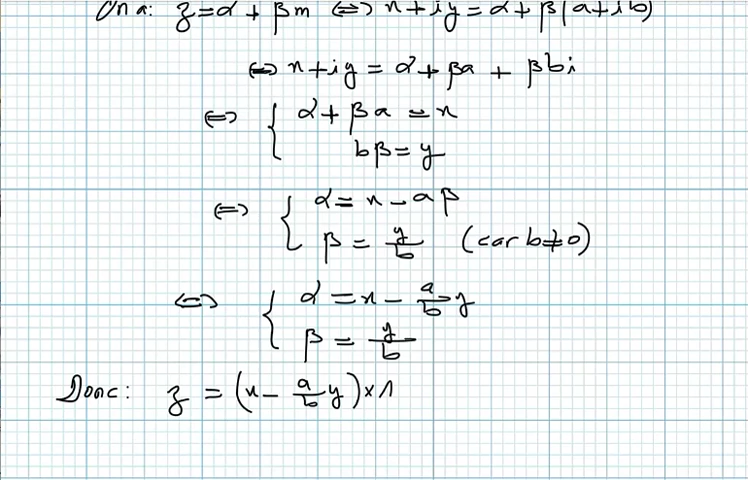 On a: z = α + βm ⟺ x+iy = α + β(a+ib)
⟺ x+iy = α + βa + βbi
⟺ { α + βa = x
bβ = y
⟺ { α = x - aβ
β = y/b (car b≠0)
⟺ { α = x - a/b y
β = y/b
Donc: z = (x - a/b y) × 1